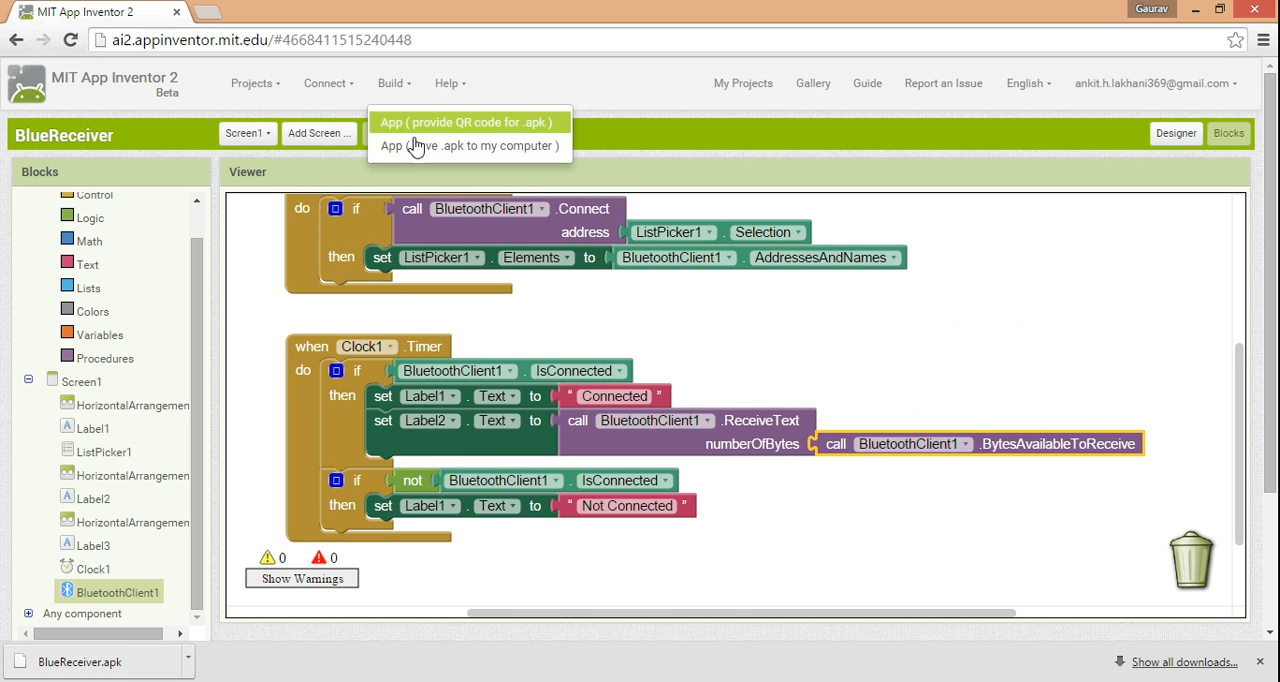 MIT App Inventor 2
Gaurav
ai2.appinventor.mit.edu/#4668411515240448
MIT App Inventor 2
Beta
Projects
Connect
Build
Help
My Projects
Gallery
Guide
Report an Issue
English
ankit.h.lakhani369@gmail.com
App ( provide QR code for .apk )
App ( .apk to my computer )
BlueReceiver
Screen1
Add Screen ...
Designer
Blocks
Blocks
Viewer
Control
Logic
Math
Text
Lists
Colors
Variables
Procedures
Screen1
HorizontalArrangemen
Label1
ListPicker1
HorizontalArrangemen
Label2
HorizontalArrangemen
Label3
Clock1
BluetoothClient1
Any component
do if call BluetoothClient1 .Connect
address ListPicker1 . Selection
then set ListPicker1 . Elements to BluetoothClient1 . AddressesAndNames
when Clock1 .Timer
do if BluetoothClient1 . IsConnected
then set Label1 . Text to " Connected "
set Label2 . Text to call BluetoothClient1 .ReceiveText
numberOfBytes call BluetoothClient1 .BytesAvailableToReceive
if not BluetoothClient1 . IsConnected
then set Label1 . Text to " Not Connected "
0 0
Show Warnings
BlueReceiver.apk
Show all downloads...